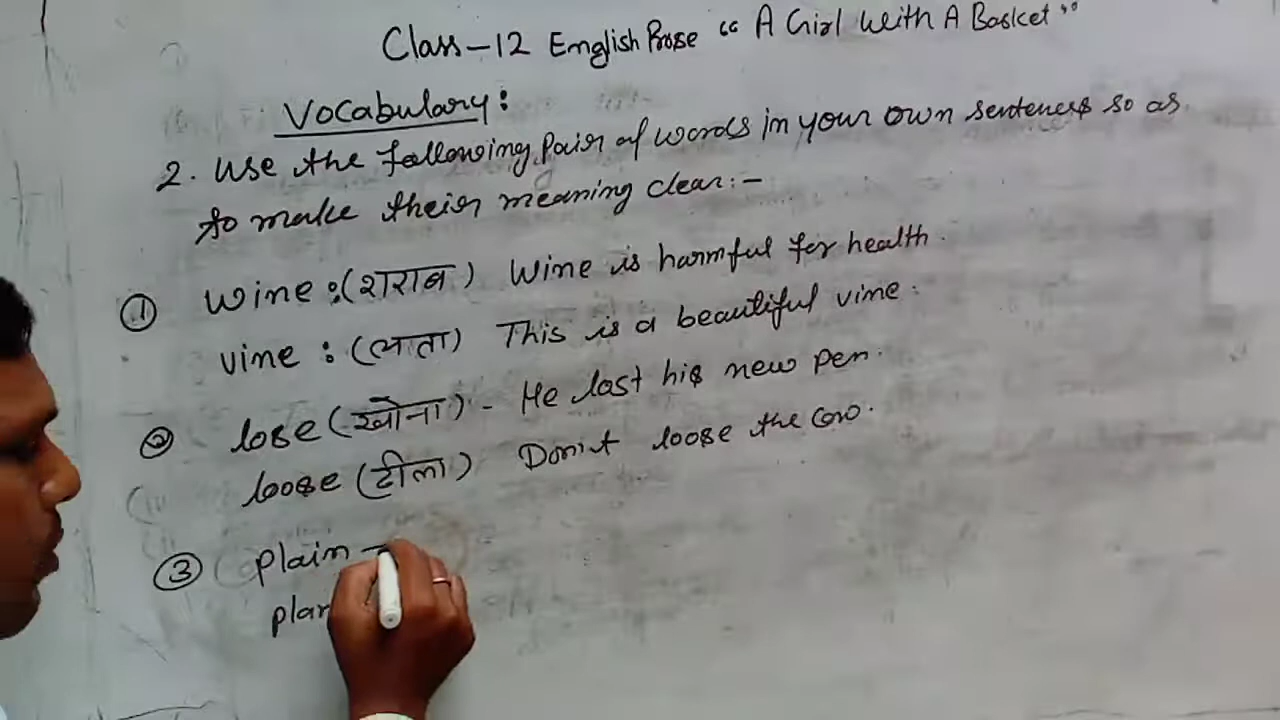 Class-12 English Prose "A Girl With A Basket"
Vocabulary:
2. Use the following pair of words in your own sentences so as
to make their meaning clear:-
① wine:(शराब) Wine is harmful for health.
vine : (लता) This is a beautiful vine.
② lose (खोना) - He lost his new pen.
loose (ढीला) Don't loose the cow.
③ plain -